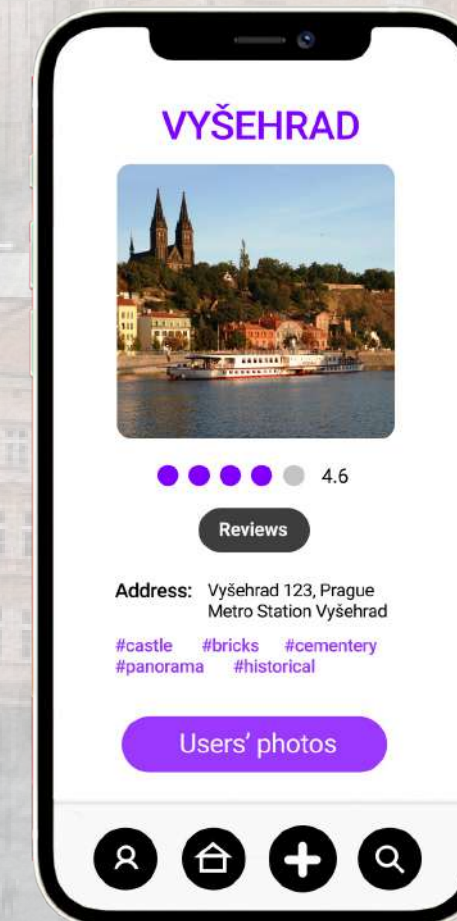 VYŠEHRAD
4.6
Reviews
Address: Vyšehrad 123, Prague
Metro Station Vyšehrad
#castle #bricks #cementery
#panorama #historical
Users’ photos